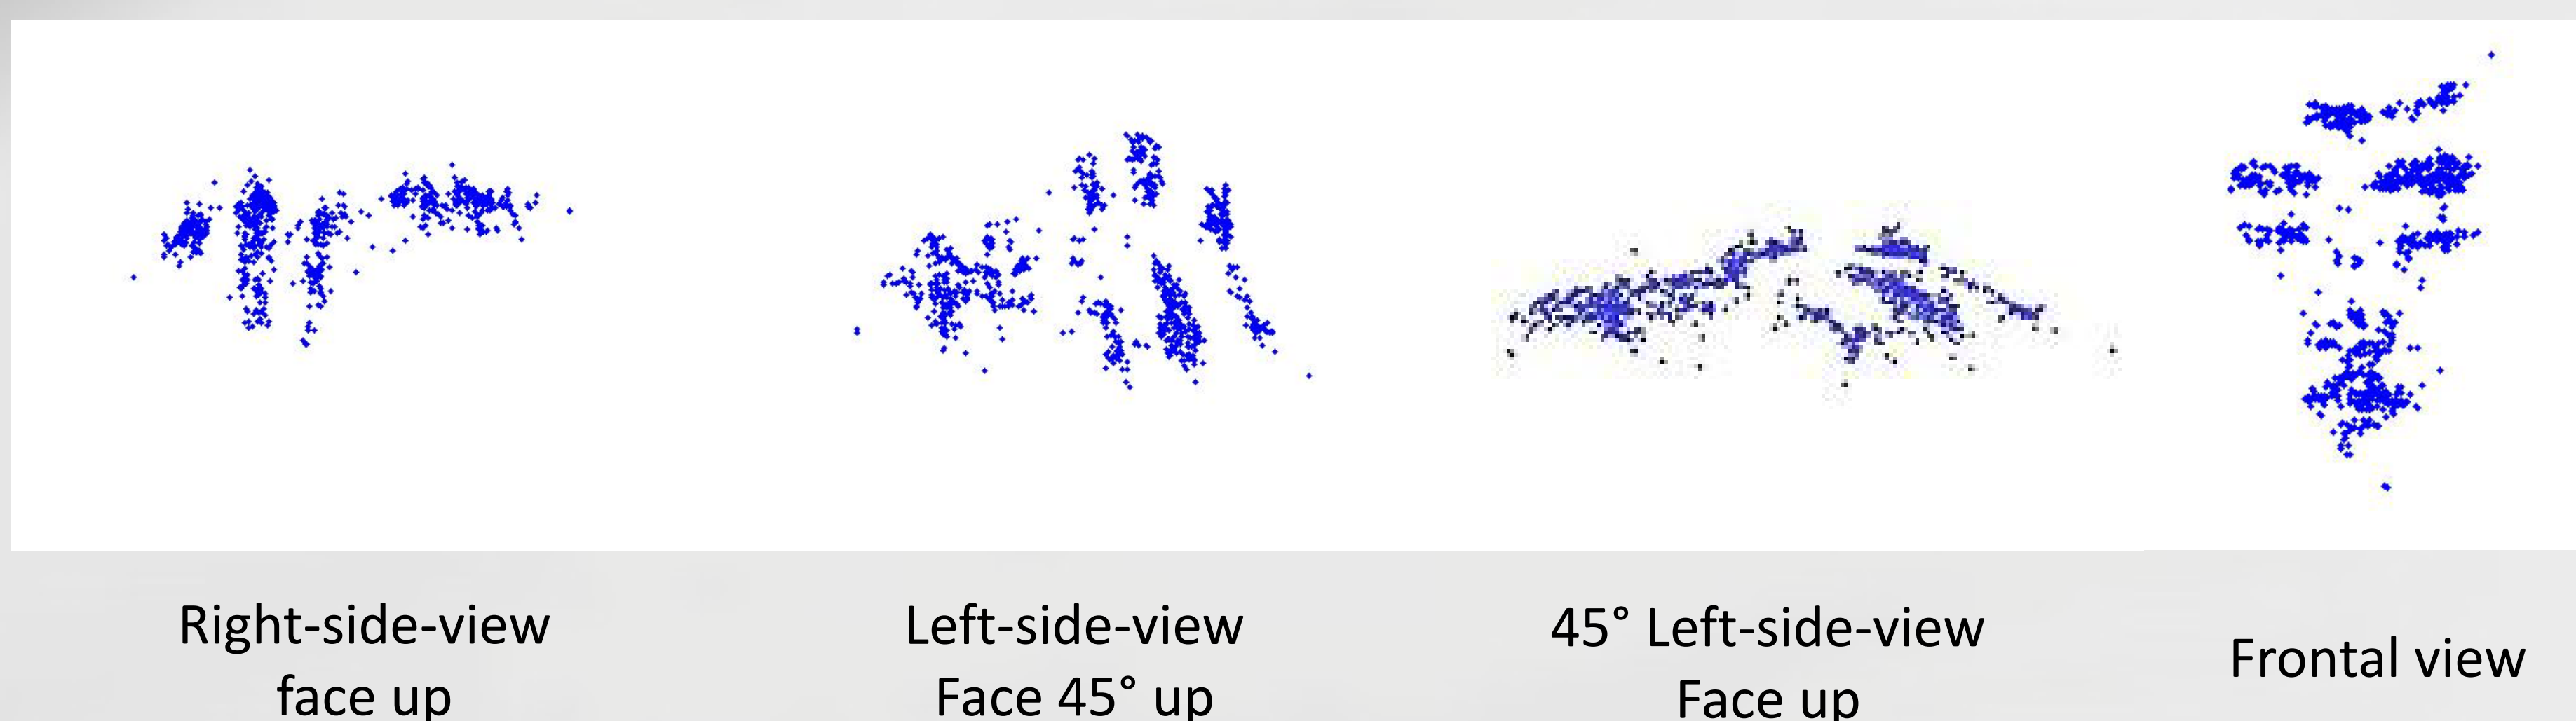 Right-side-view
face up
Left-side-view
Face 45° up
45° Left-side-view
Face up
Frontal view